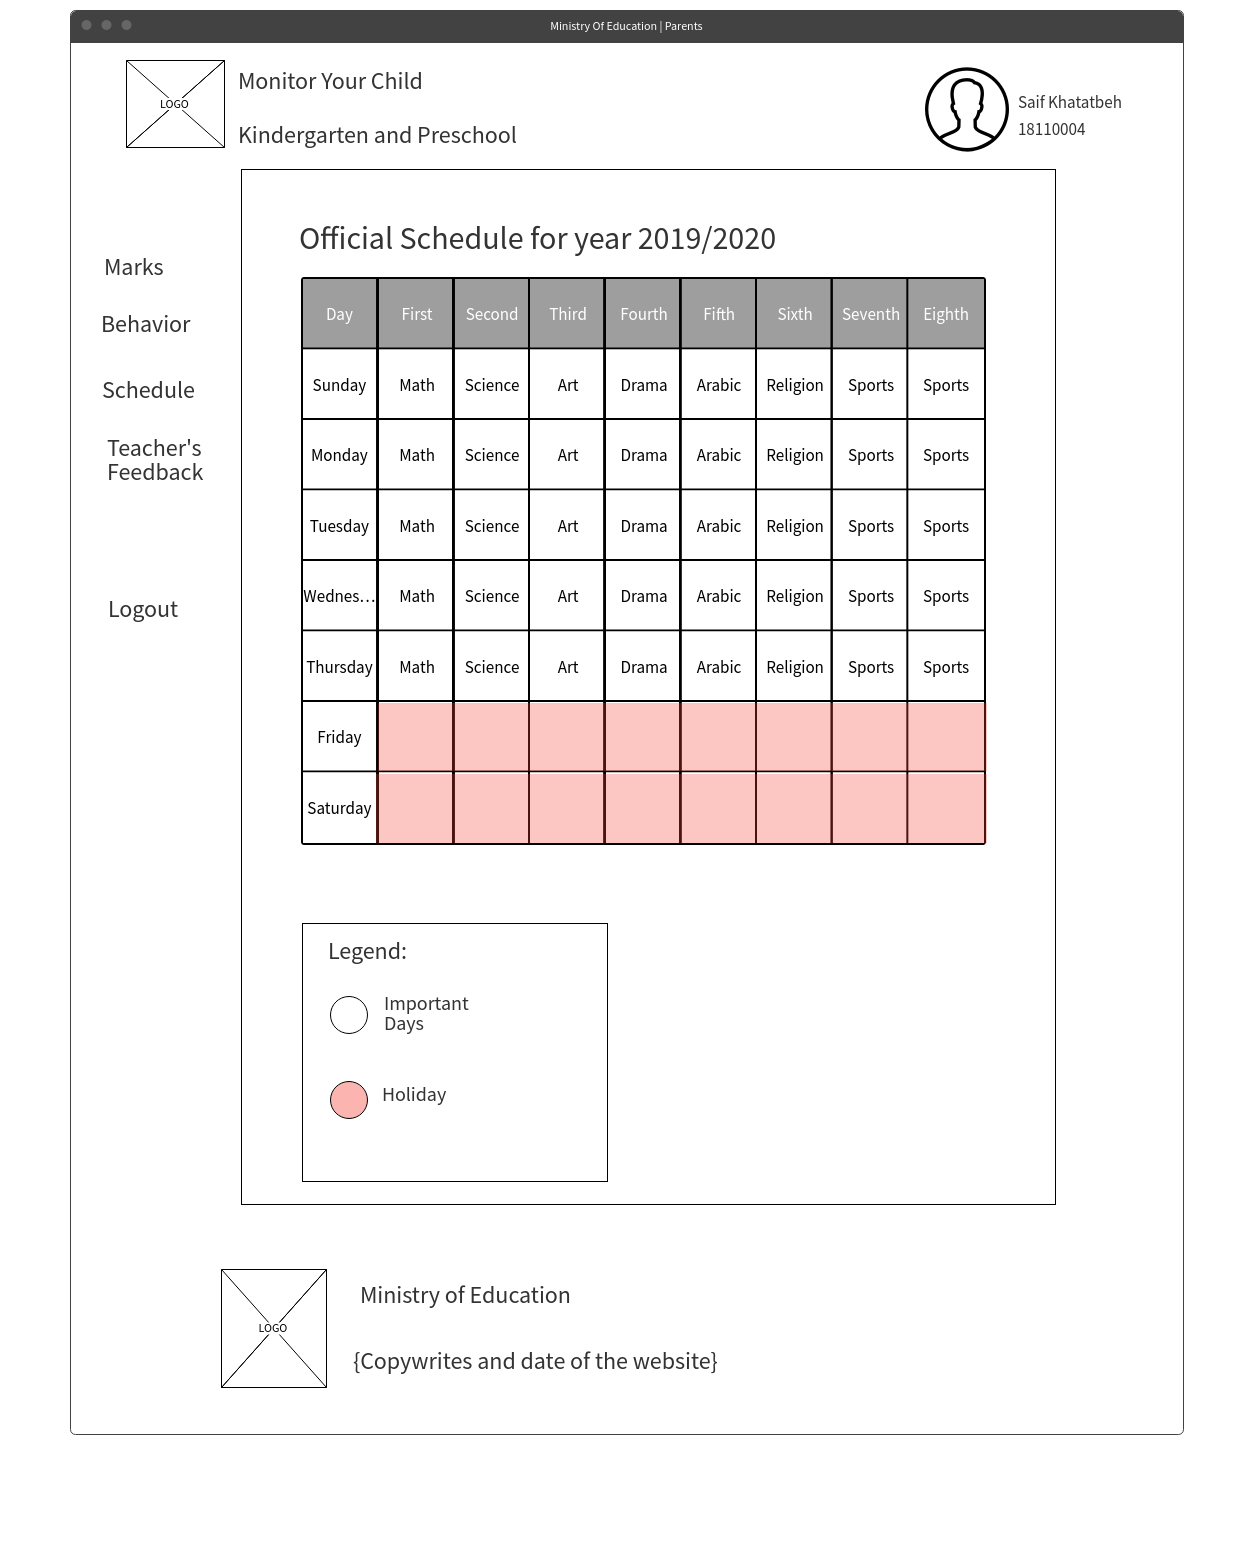 Ministry Of Education | Parents
LOGO
Monitor Your Child
Kindergarten and Preschool
Saif Khatatbeh
18110004
Marks
Behavior
Schedule
Teacher's
Feedback
Logout
Official Schedule for year 2019/2020
Day First Second Third Fourth Fifth Sixth Seventh Eighth
Sunday Math Science Art Drama Arabic Religion Sports Sports
Monday Math Science Art Drama Arabic Religion Sports Sports
Tuesday Math Science Art Drama Arabic Religion Sports Sports
Wednes... Math Science Art Drama Arabic Religion Sports Sports
Thursday Math Science Art Drama Arabic Religion Sports Sports
Friday
Saturday
Legend:
Important
Days
Holiday
LOGO
Ministry of Education
{Copywrites and date of the website}